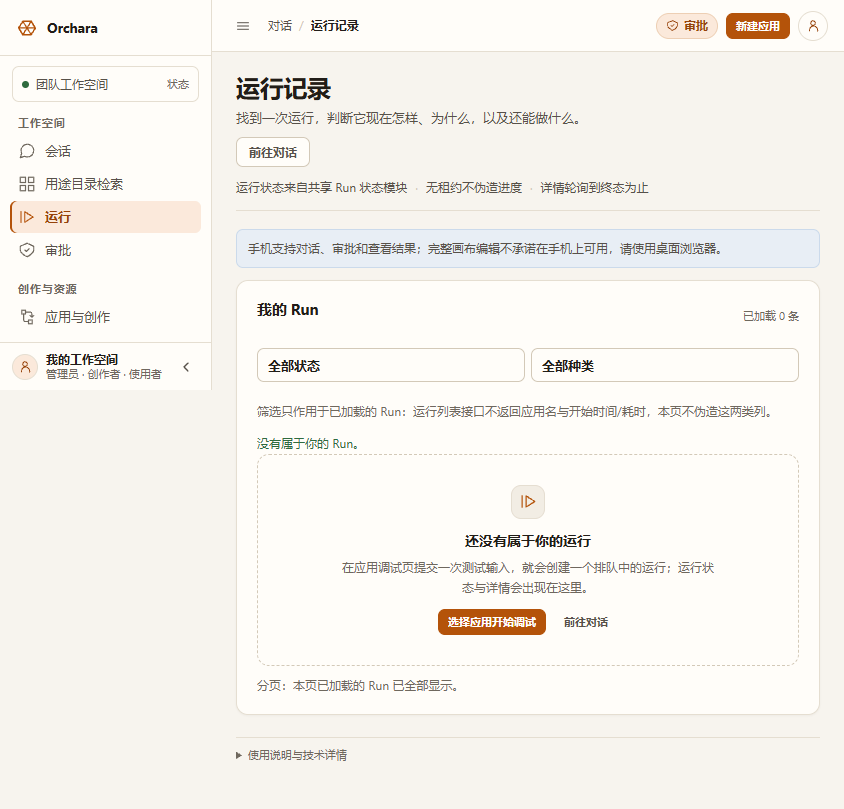 Orchara
团队工作空间 状态
工作空间
会话
用途目录检索
运行
审批
创作与资源
应用与创作
我的工作空间
管理员 · 创作者 · 使用者
对话 / 运行记录
审批
新建应用
运行记录
找到一次运行，判断它现在怎样、为什么，以及还能做什么。
前往对话
运行状态来自共享 Run 状态模块 · 无租约不伪造进度 · 详情轮询到终态为止
手机支持对话、审批和查看结果；完整画布编辑不承诺在手机上可用，请使用桌面浏览器。
我的 Run
已加载 0 条
全部状态
全部种类
筛选只作用于已加载的 Run：运行列表接口不返回应用名与开始时间/耗时，本页不伪造这两类列。
没有属于你的 Run。
还没有属于你的运行
在应用调试页提交一次测试输入，就会创建一个排队中的运行；运行状
态与详情会出现在这里。
选择应用开始调试
前往对话
分页：本页已加载的 Run 已全部显示。
使用说明与技术详情